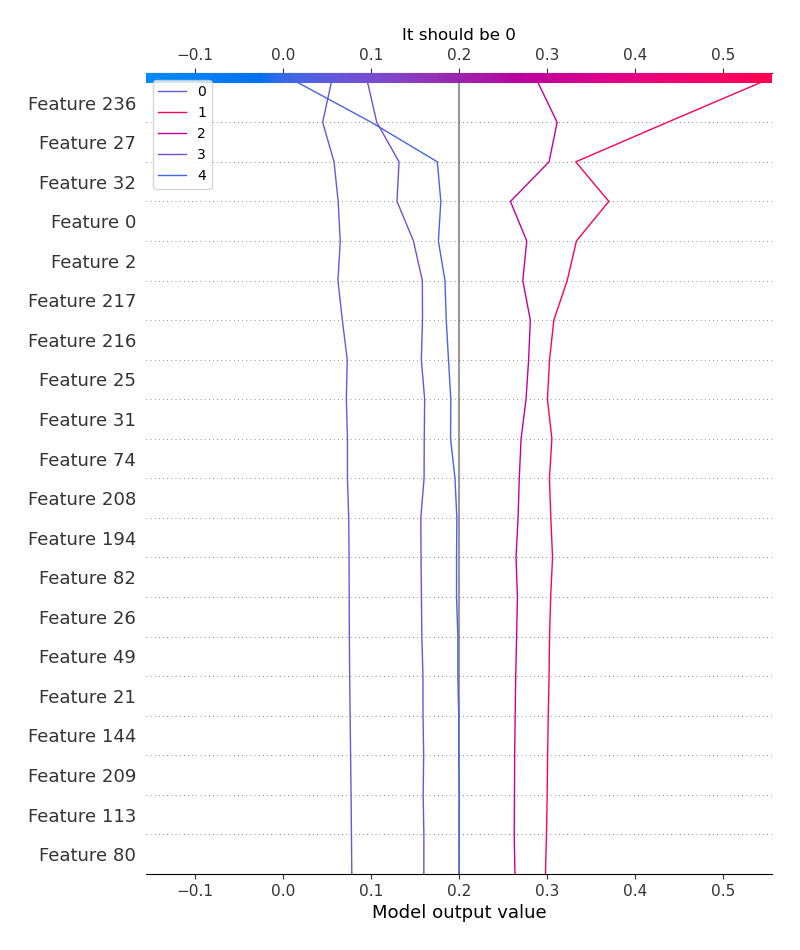 It should be 0
−0.1 0.0 0.1 0.2 0.3 0.4 0.5
0
1
2
3
4
Feature 236
Feature 27
Feature 32
Feature 0
Feature 2
Feature 217
Feature 216
Feature 25
Feature 31
Feature 74
Feature 208
Feature 194
Feature 82
Feature 26
Feature 49
Feature 21
Feature 144
Feature 209
Feature 113
Feature 80
−0.1 0.0 0.1 0.2 0.3 0.4 0.5
Model output value